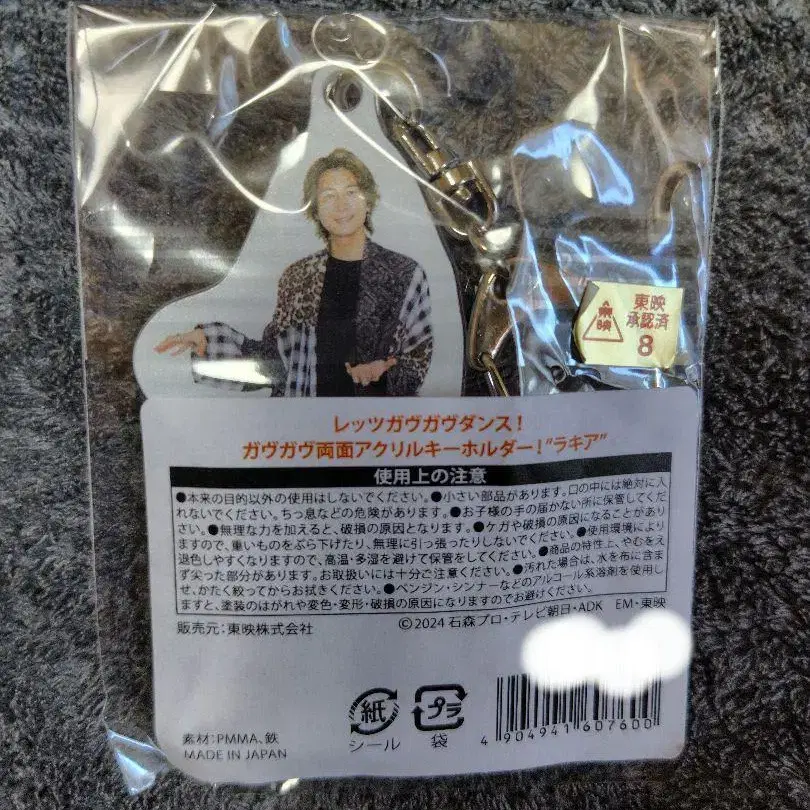 東映
東映
承認済
8
レッツガヴガヴダンス！
ガヴガヴ両面アクリルキーホルダー！"ラキア"
使用上の注意
●本来の目的以外の使用はしないでください。●小さい部品があります。口の中には絶対に入
れないでください。ちっ息などの危険があります。●お子様の手の届かない所に保管してくだ
さい。●無理な力を加えると、破損の原因となります。●ケガや破損の原因になることがあり
ますので、重いものをぶら下げたり、無理に引っ張ったりしないでください。●使用環境により
退色しやすくなりますので、高温・多湿を避けて保管をしてください。●商品の特性上、やむをえ
ず尖った部分があります。お取扱いには十分ご注意ください。●汚れた場合は、水を布に含ま
せ、かたく絞ってからお拭きください。●ベンジン・シンナーなどのアルコール系溶剤を使用し
ますと、塗装のはがれや変色・変形・破損の原因になりますのでお避けください。
販売元：東映株式会社
©2024 石森プロ・テレビ朝日・ADK EM・東映
紙
シール
プラ
袋
素材：PMMA、鉄
MADE IN JAPAN
4 904941 607600